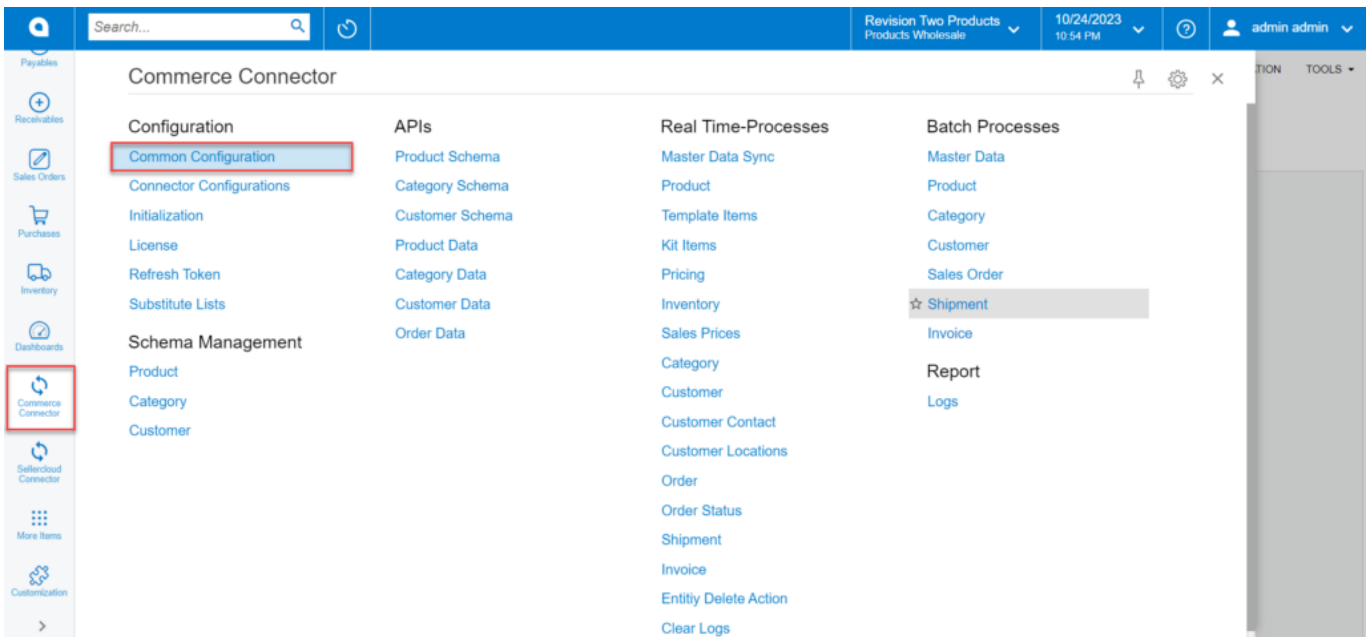 Search...
Revision Two Products
Products Wholesale
10/24/2023
10:54 PM
admin admin
Payables
Receivables
Sales Orders
Purchases
Inventory
Dashboards
Commerce
Connector
Sellercloud
Connector
More Items
Customization
Commerce Connector
TION
TOOLS
Configuration
Common Configuration
Connector Configurations
Initialization
License
Refresh Token
Substitute Lists
Schema Management
Product
Category
Customer
APIs
Product Schema
Category Schema
Customer Schema
Product Data
Category Data
Customer Data
Order Data
Real Time-Processes
Master Data Sync
Product
Template Items
Kit Items
Pricing
Inventory
Sales Prices
Category
Customer
Customer Contact
Customer Locations
Order
Order Status
Shipment
Invoice
Entitiy Delete Action
Clear Logs
Batch Processes
Master Data
Product
Category
Customer
Sales Order
Shipment
Invoice
Report
Logs